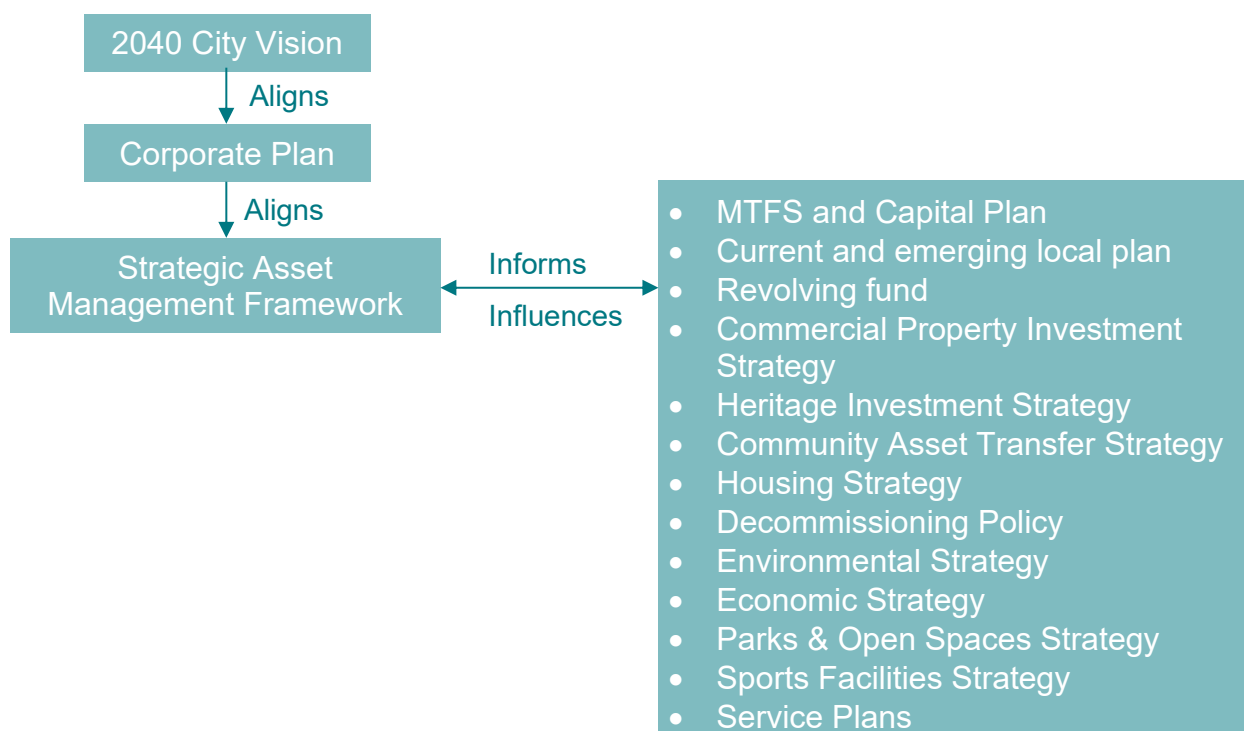 2040 City Vision
Aligns
Corporate Plan
Aligns
Strategic Asset
Management Framework
Informs
Influences
• MTFS and Capital Plan
• Current and emerging local plan
• Revolving fund
• Commercial Property Investment
Strategy
• Heritage Investment Strategy
• Community Asset Transfer Strategy
• Housing Strategy
• Decommissioning Policy
• Environmental Strategy
• Economic Strategy
• Parks & Open Spaces Strategy
• Sports Facilities Strategy
• Service Plans